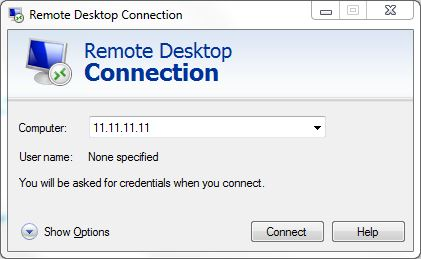 Remote Desktop Connection
Remote Desktop
Connection
Computer: 11.11.11.11
User name: None specified
You will be asked for credentials when you connect.
Show Options Connect Help